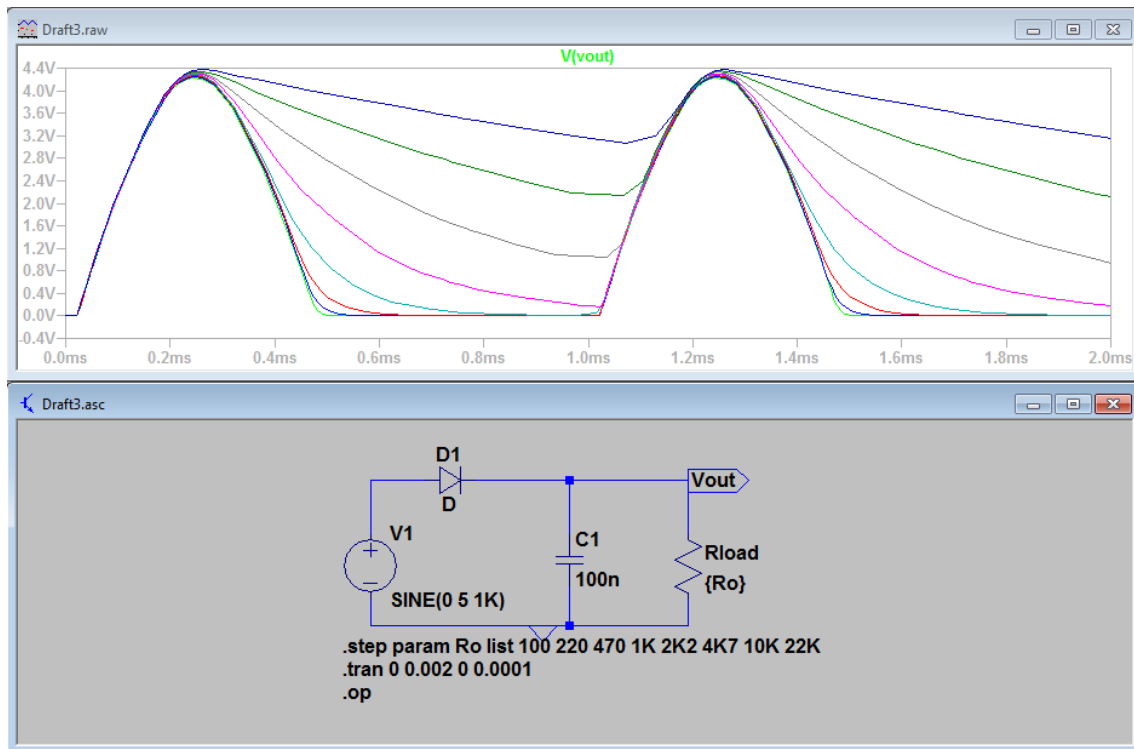 Draft3.raw
V(vout)
4.4V
4.0V
3.6V
3.2V
2.8V
2.4V
2.0V
1.6V
1.2V
0.8V
0.4V
0.0V
-0.4V
0.0ms 0.2ms 0.4ms 0.6ms 0.8ms 1.0ms 1.2ms 1.4ms 1.6ms 1.8ms 2.0ms
Draft3.asc
D1
D
Vout
V1
C1
100n
Rload
{Ro}
SINE(0 5 1K)
.step param Ro list 100 220 470 1K 2K2 4K7 10K 22K
.tran 0 0.002 0 0.0001
.op